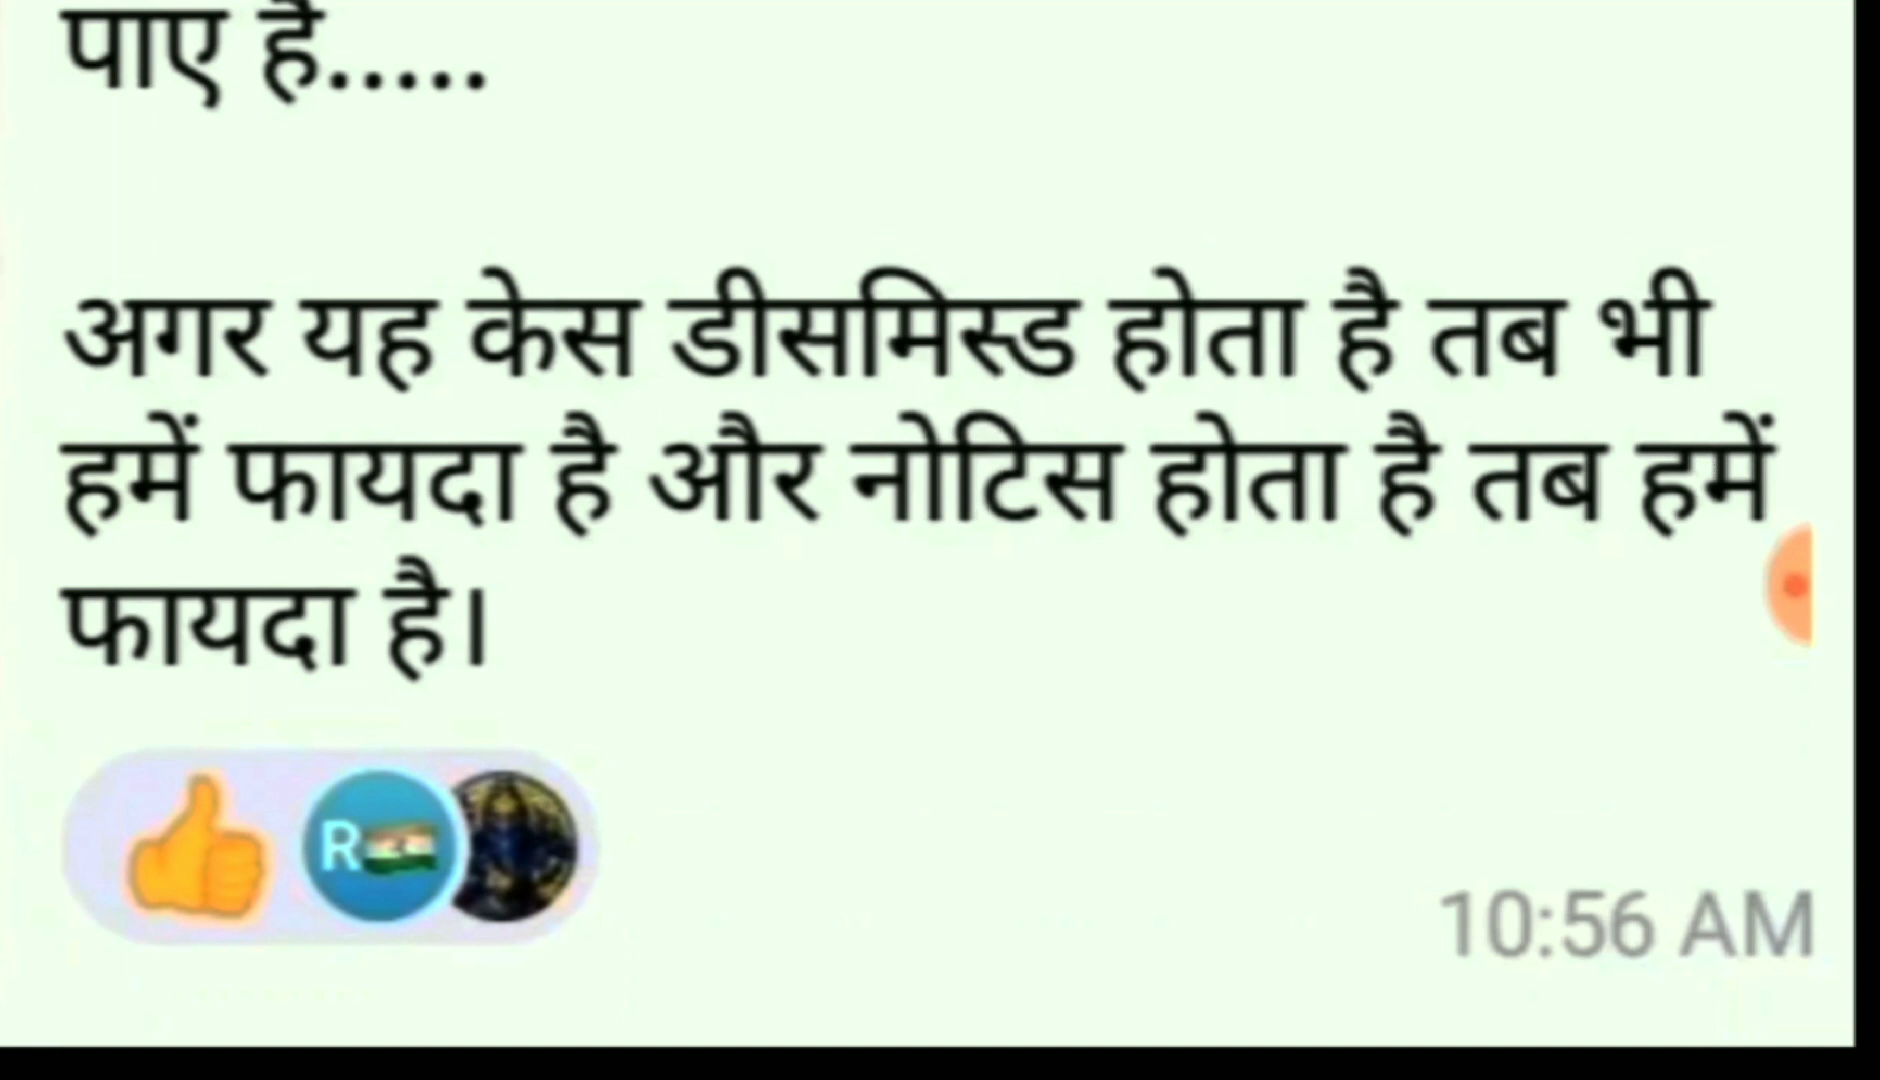 पाए है.....
अगर यह केस डीसमिस्ड होता है तब भी
हमें फायदा है और नोटिस होता है तब हमें
फायदा है।
R
10:56 AM